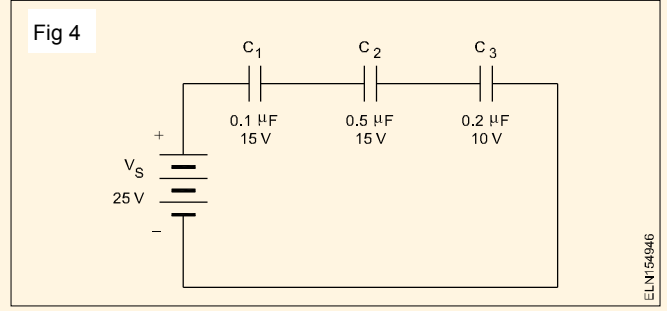 Fig 4
C1 C2 C3
0.1 μF 0.5 μF 0.2 μF
15 V 15 V 10 V
+
VS
25 V
–
ELN154946